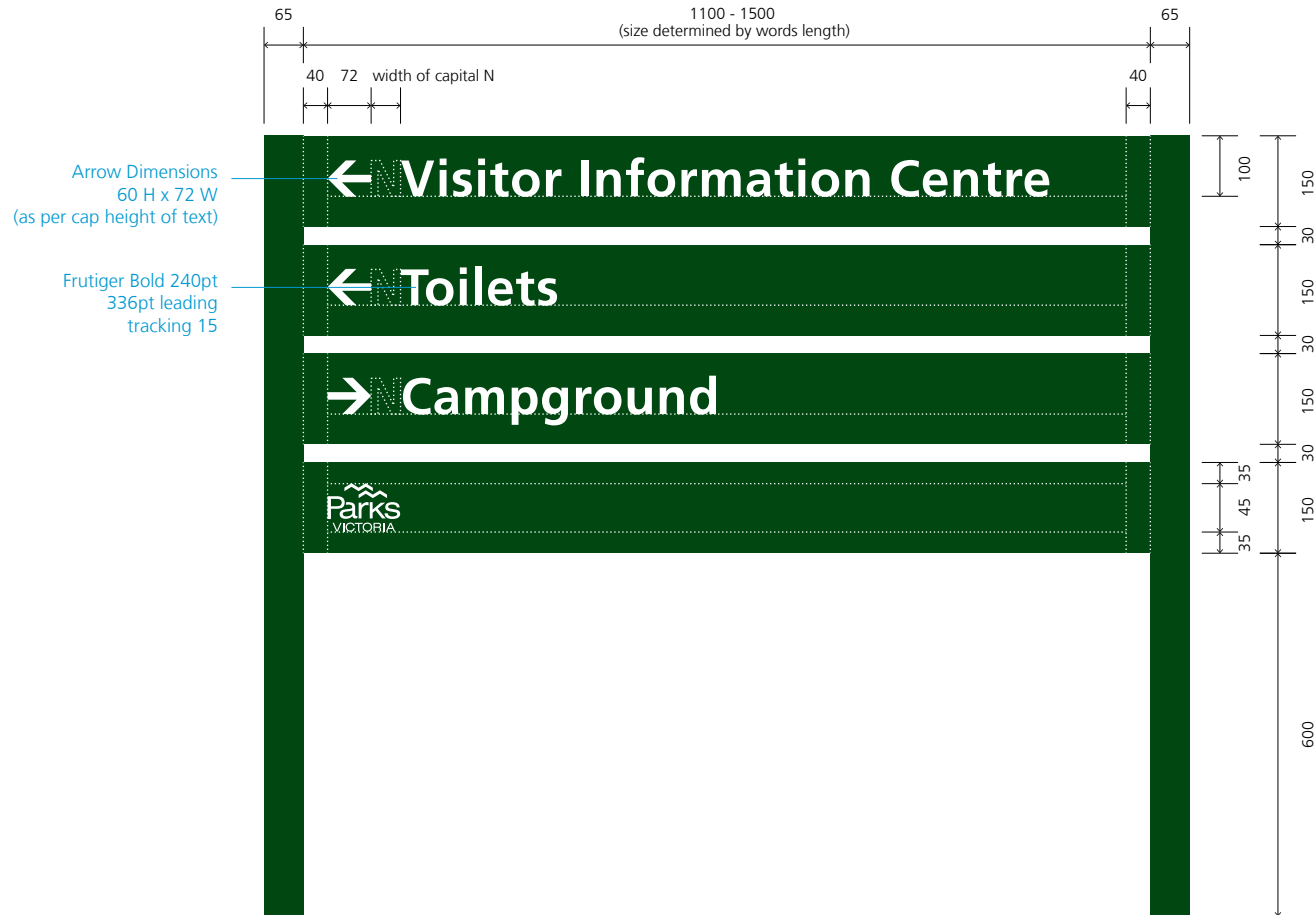 65
1100 - 1500
65
(size determined by words length)
40 72 width of capital N
40
Arrow Dimensions
60 H x 72 W
(as per cap height of text)
N Visitor Information Centre
100
150
30
Frutiger Bold 240pt
336pt leading
tracking 15
N Toilets
150
30
N Campground
150
30
Parks
VICTORIA
35
45
35
150
600